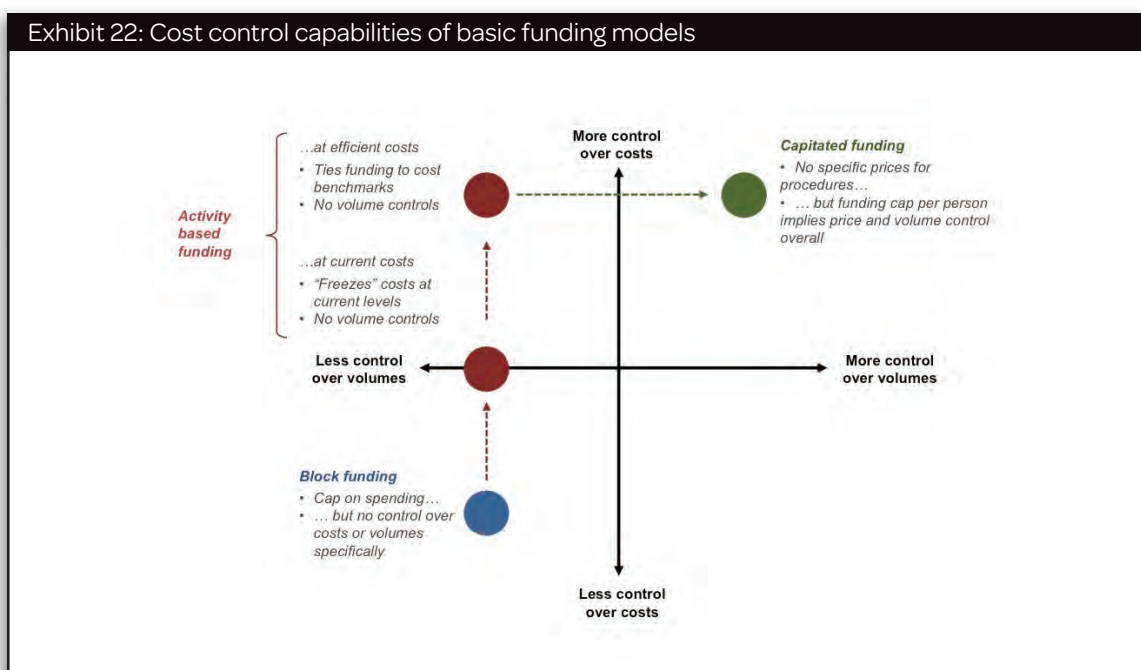 Exhibit 22: Cost control capabilities of basic funding models
Activity
based
funding
…at efficient costs
• Ties funding to cost
benchmarks
• No volume controls
…at current costs
• “Freezes” costs at
current levels
• No volume controls
More control
over costs
Capitated funding
• No specific prices for
procedures…
• … but funding cap per person
implies price and volume control
overall
Less control
over volumes
More control
over volumes
Block funding
• Cap on spending…
• … but no control over
costs or volumes
specifically
Less control
over costs